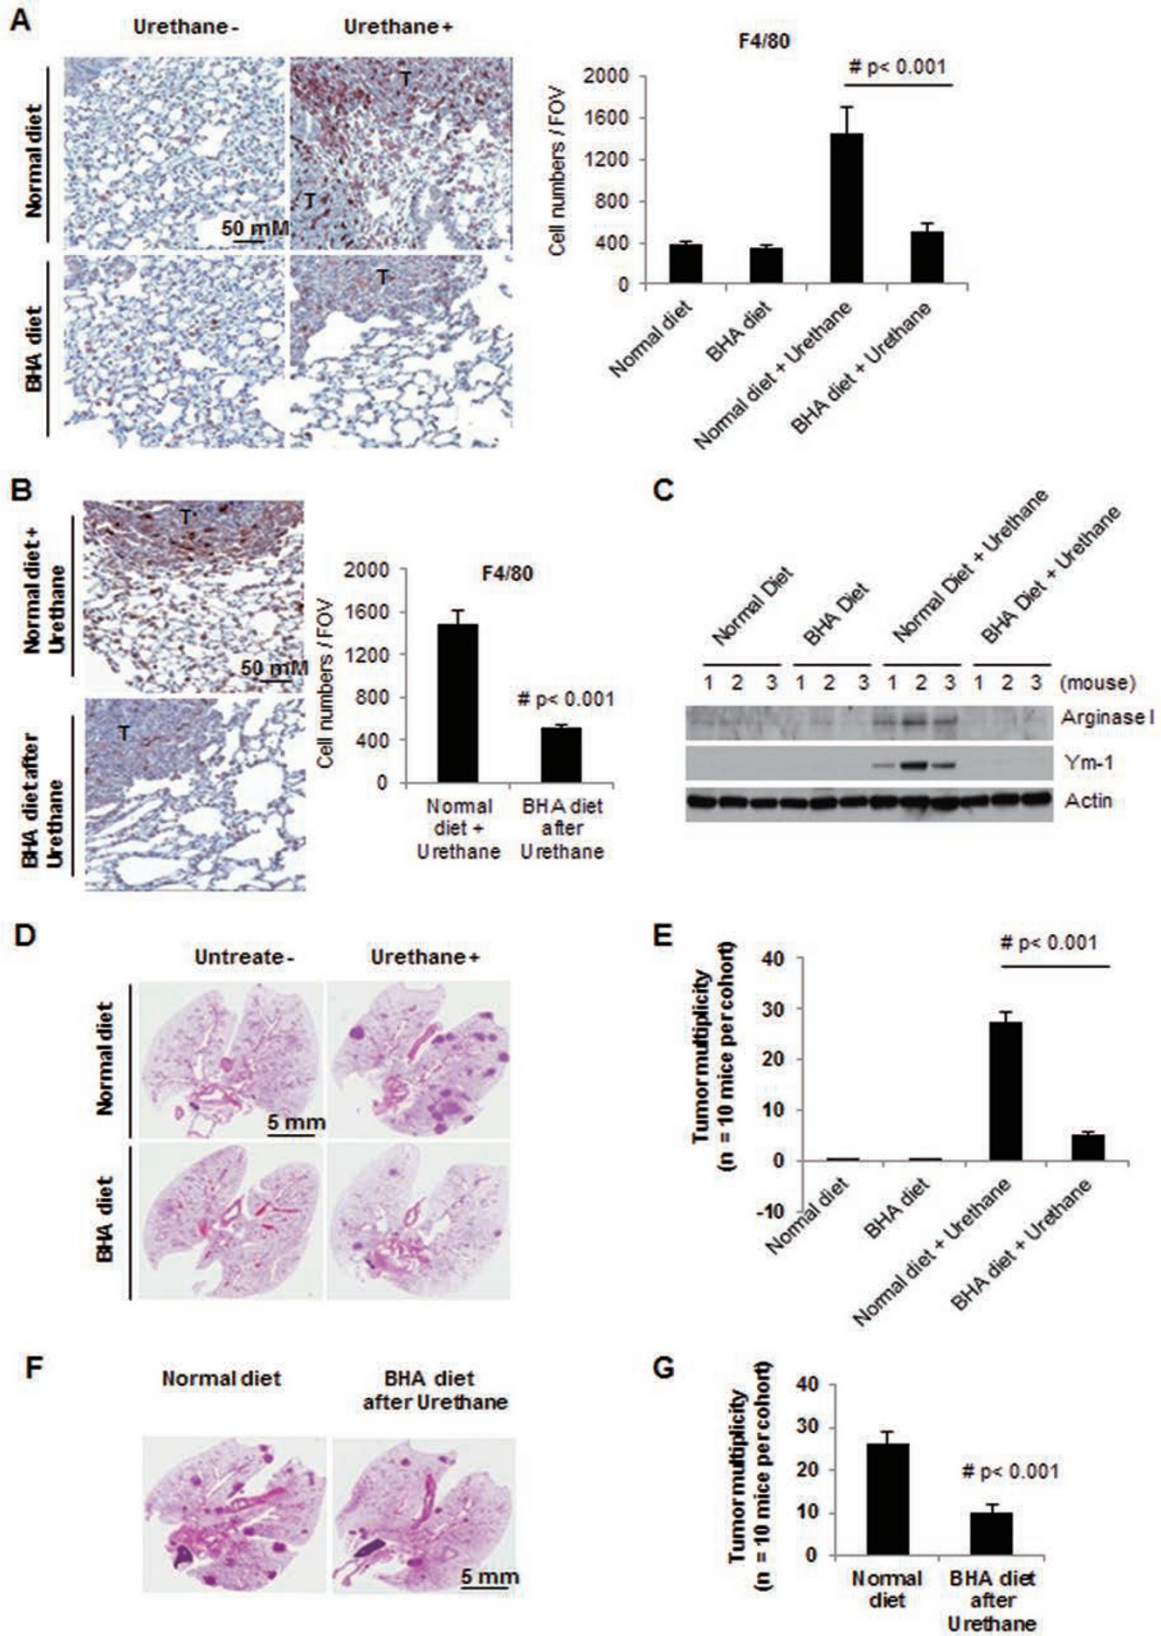 A
Urethane -
Urethane +
Normal diet
BHA diet
T
T
50 mM
T
F4/80
# p< 0.001
Cell numbers / FOV
2000
1600
1200
800
400
0
Normal diet
BHA diet
Normal diet + Urethane
BHA diet + Urethane
B
Normal diet +
Urethane
BHA diet after
Urethane
T
50 mM
T
F4/80
Cell numbers / FOV
2000
1600
1200
800
400
0
# p< 0.001
Normal
diet +
Urethane
BHA diet
after
Urethane
C
Normal Diet
BHA Diet
Normal Diet + Urethane
BHA Diet + Urethane
1 2 3 1 2 3 1 2 3 1 2 3 (mouse)
Arginase I
Ym-1
Actin
D
Untreate -
Urethane +
Normal diet
BHA diet
5 mm
E
# p< 0.001
Tumor multiplicity
(n = 10 mice per cohort)
40
30
20
10
0
-10
Normal diet
BHA diet
Normal diet + Urethane
BHA diet + Urethane
F
Normal diet
BHA diet
after Urethane
5 mm
G
Tumor multiplicity
(n = 10 mice per cohort)
40
30
20
10
0
# p< 0.001
Normal
diet
BHA diet
after
Urethane